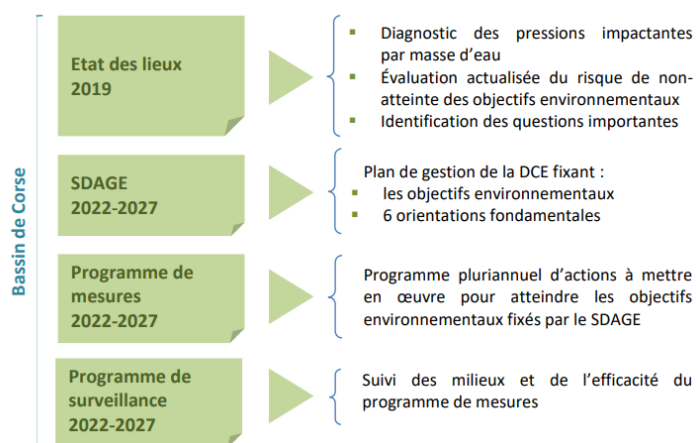 Bassin de Corse
Etat des lieux
2019
▪ Diagnostic des pressions impactantes
par masse d'eau
▪ Évaluation actualisée du risque de non-
atteinte des objectifs environnementaux
▪ Identification des questions importantes
SDAGE
2022-2027
Plan de gestion de la DCE fixant :
▪ les objectifs environnementaux
▪ 6 orientations fondamentales
Programme de
mesures
2022-2027
Programme pluriannuel d'actions à mettre
en œuvre pour atteindre les objectifs
environnementaux fixés par le SDAGE
Programme de
surveillance
2022-2027
Suivi des milieux et de l'efficacité du
programme de mesures